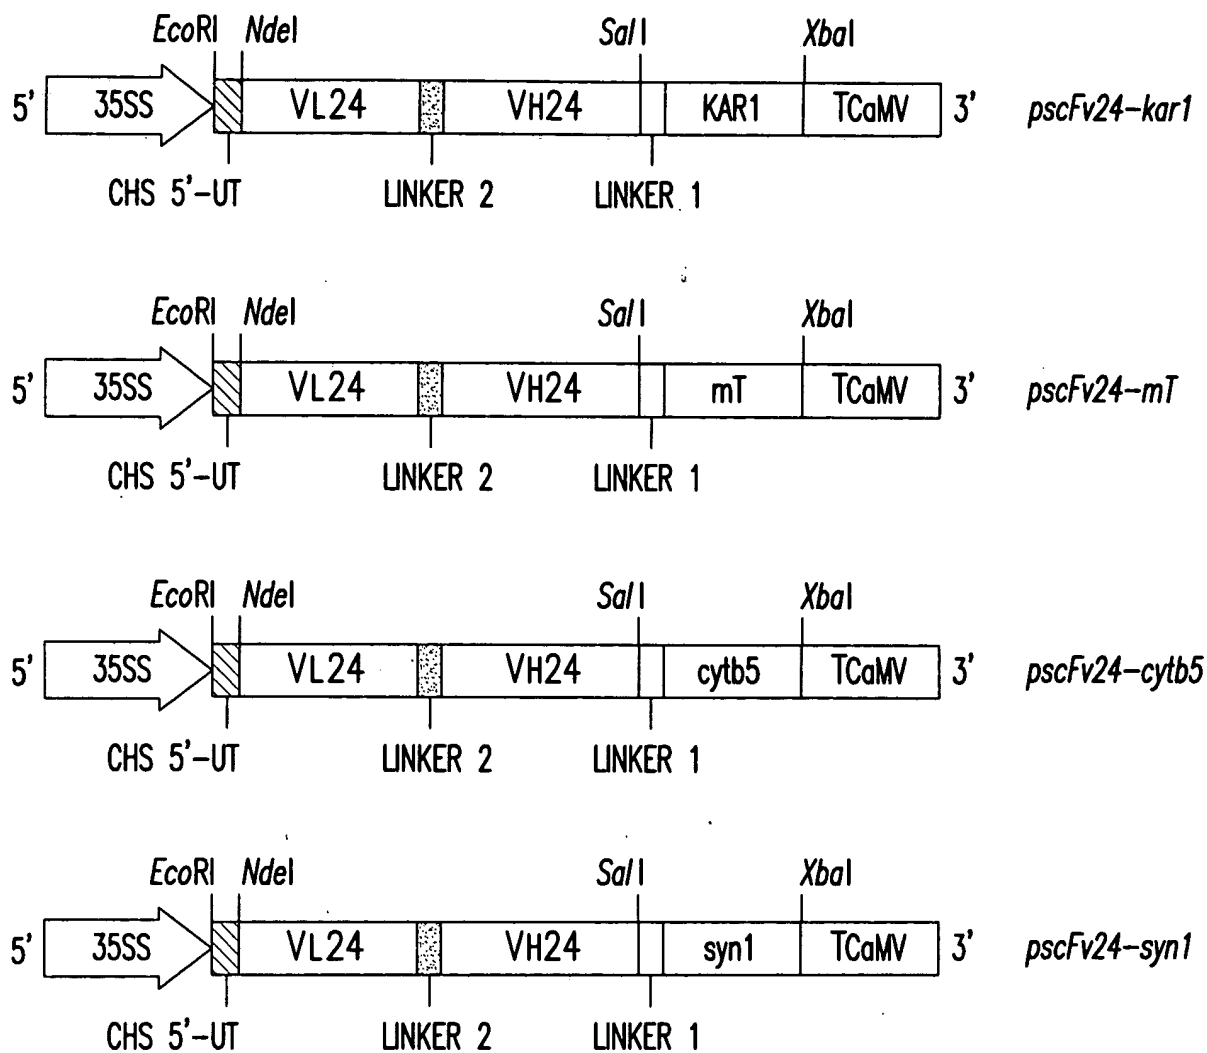 EcoRI NdeI SalI XbaI
5' 35SS VL24 VH24 KAR1 TCaMV 3' pscFv24-kar1
CHS 5'-UT LINKER 2 LINKER 1
EcoRI NdeI SalI XbaI
5' 35SS VL24 VH24 mT TCaMV 3' pscFv24-mT
CHS 5'-UT LINKER 2 LINKER 1
EcoRI NdeI SalI XbaI
5' 35SS VL24 VH24 cytb5 TCaMV 3' pscFv24-cytb5
CHS 5'-UT LINKER 2 LINKER 1
EcoRI NdeI SalI XbaI
5' 35SS VL24 VH24 syn1 TCaMV 3' pscFv24-syn1
CHS 5'-UT LINKER 2 LINKER 1